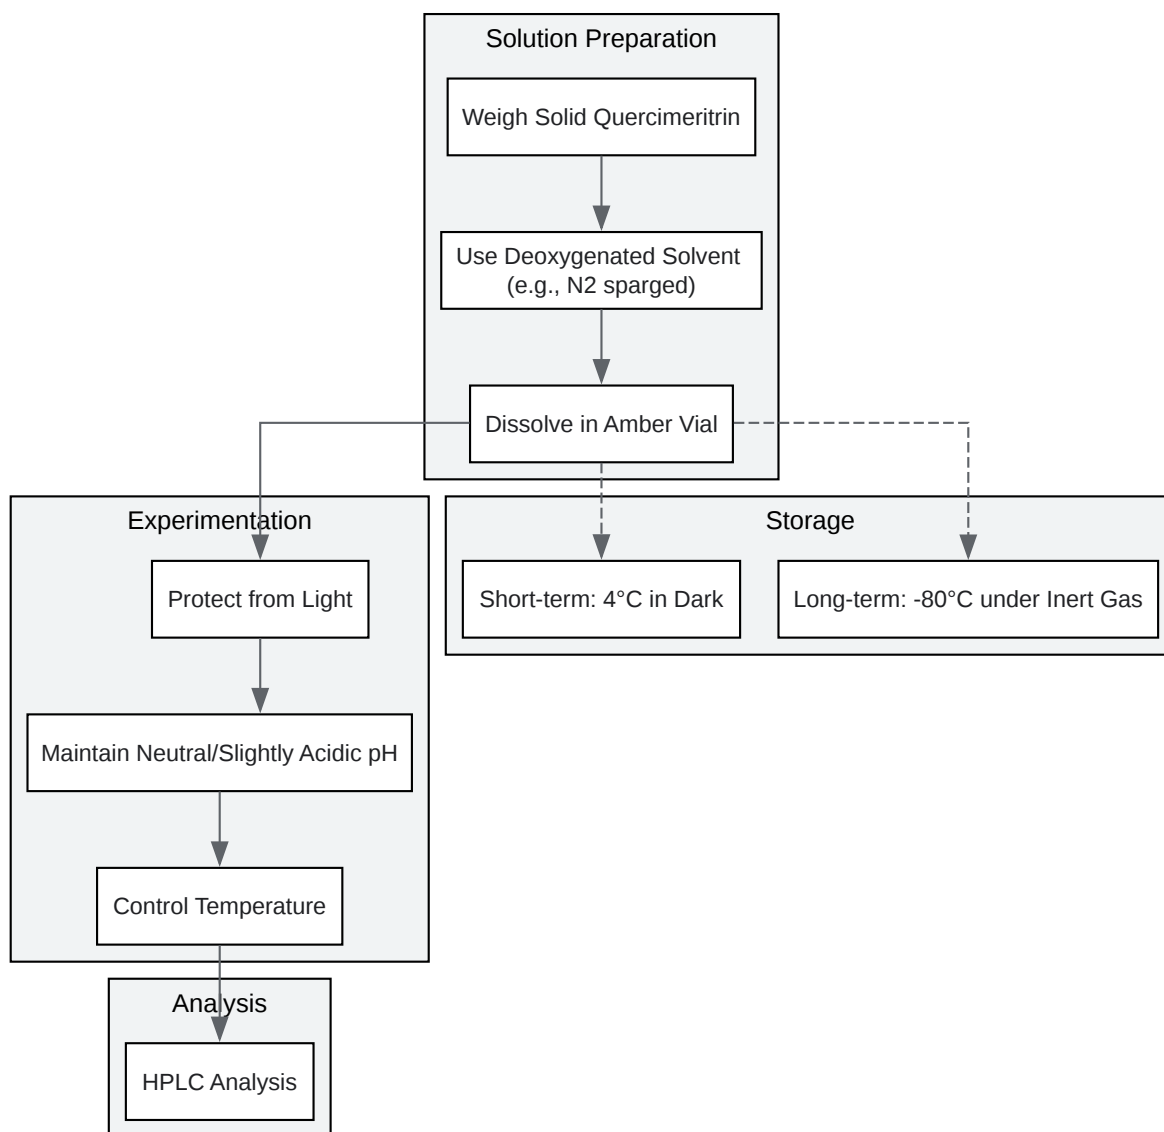 Solution Preparation
Weigh Solid Quercimeritrin
Use Deoxygenated Solvent
(e.g., N2 sparged)
Dissolve in Amber Vial
Experimentation
Protect from Light
Maintain Neutral/Slightly Acidic pH
Control Temperature
Storage
Short-term: 4°C in Dark
Long-term: -80°C under Inert Gas
Analysis
HPLC Analysis